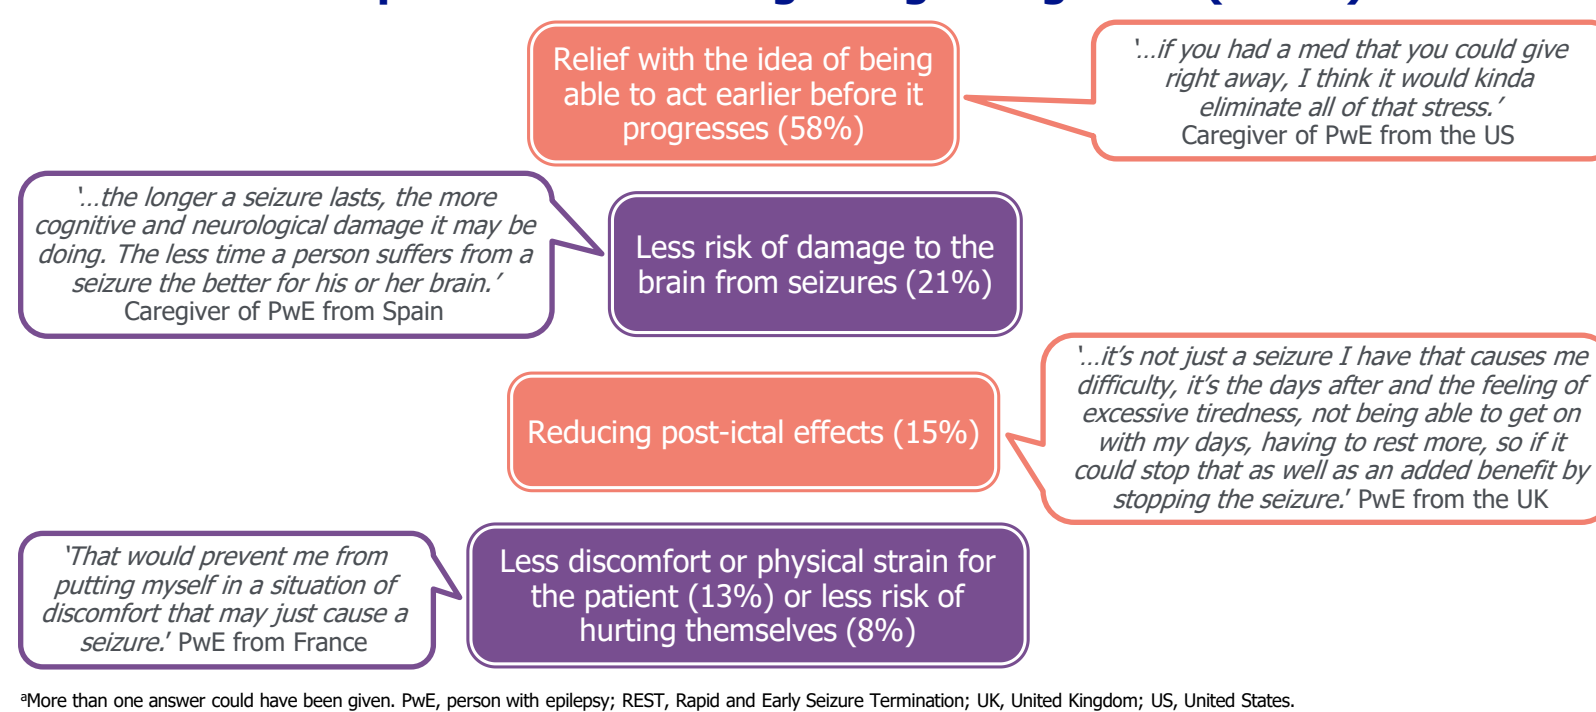 Relief with the idea of being
able to act earlier before it
progresses (58%)
‘…if you had a med that you could give
right away, I think it would kinda
eliminate all of that stress.’
Caregiver of PwE from the US
‘…the longer a seizure lasts, the more
cognitive and neurological damage it may be
doing. The less time a person suffers from a
seizure the better for his or her brain.’
Caregiver of PwE from Spain
Less risk of damage to the
brain from seizures (21%)
Reducing post-ictal effects (15%)
‘…it’s not just a seizure I have that causes me
difficulty, it’s the days after and the feeling of
excessive tiredness, not being able to get on
with my days, having to rest more, so if it
could stop that as well as an added benefit by
stopping the seizure.’ PwE from the UK
‘That would prevent me from
putting myself in a situation of
discomfort that may just cause a
seizure.’ PwE from France
Less discomfort or physical strain for
the patient (13%) or less risk of
hurting themselves (8%)
ᵃMore than one answer could have been given. PwE, person with epilepsy; REST, Rapid and Early Seizure Termination; UK, United Kingdom; US, United States.